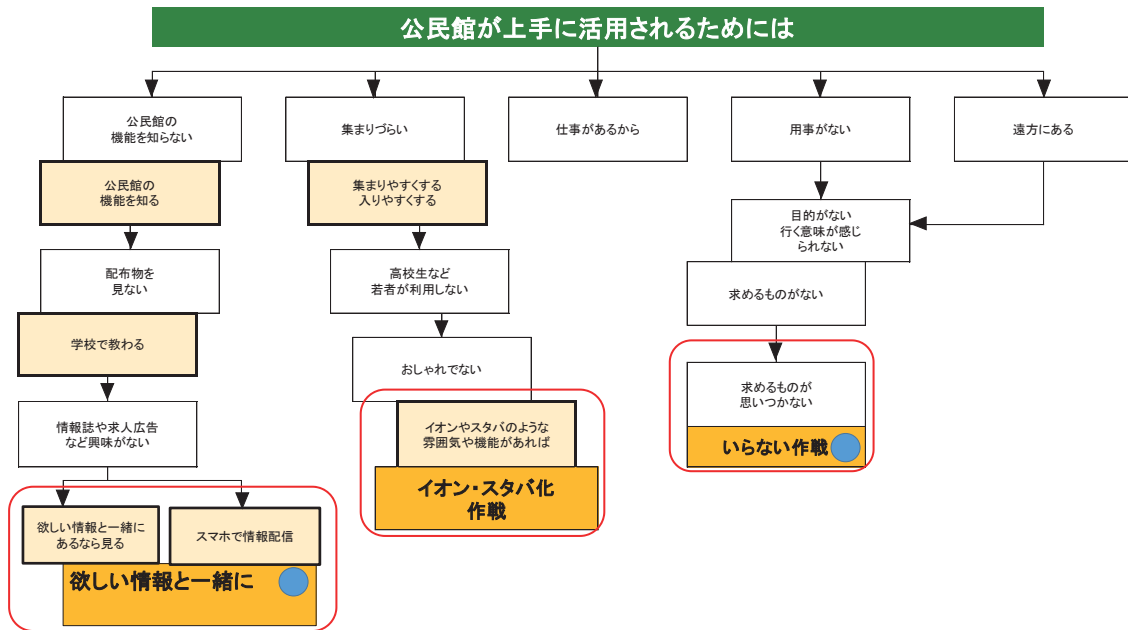 公民館が上手に活用されるためには
公民館の
機能を知らない
集まりづらい
仕事があるから
用事がない
遠方にある
公民館の
機能を知る
集まりやすくする
入りやすくする
目的がない
行く意味が感じ
られない
配布物を
見ない
高校生など
若者が利用しない
求めるものがない
学校で教わる
おしゃれでない
求めるものが
思いつかない
いらない作戦
情報誌や求人広告
など興味がない
イオンやスタバのような
雰囲気や機能があれば
イオン・スタバ化
作戦
欲しい情報と一緒に
あるなら見る
スマホで情報配信
欲しい情報と一緒に